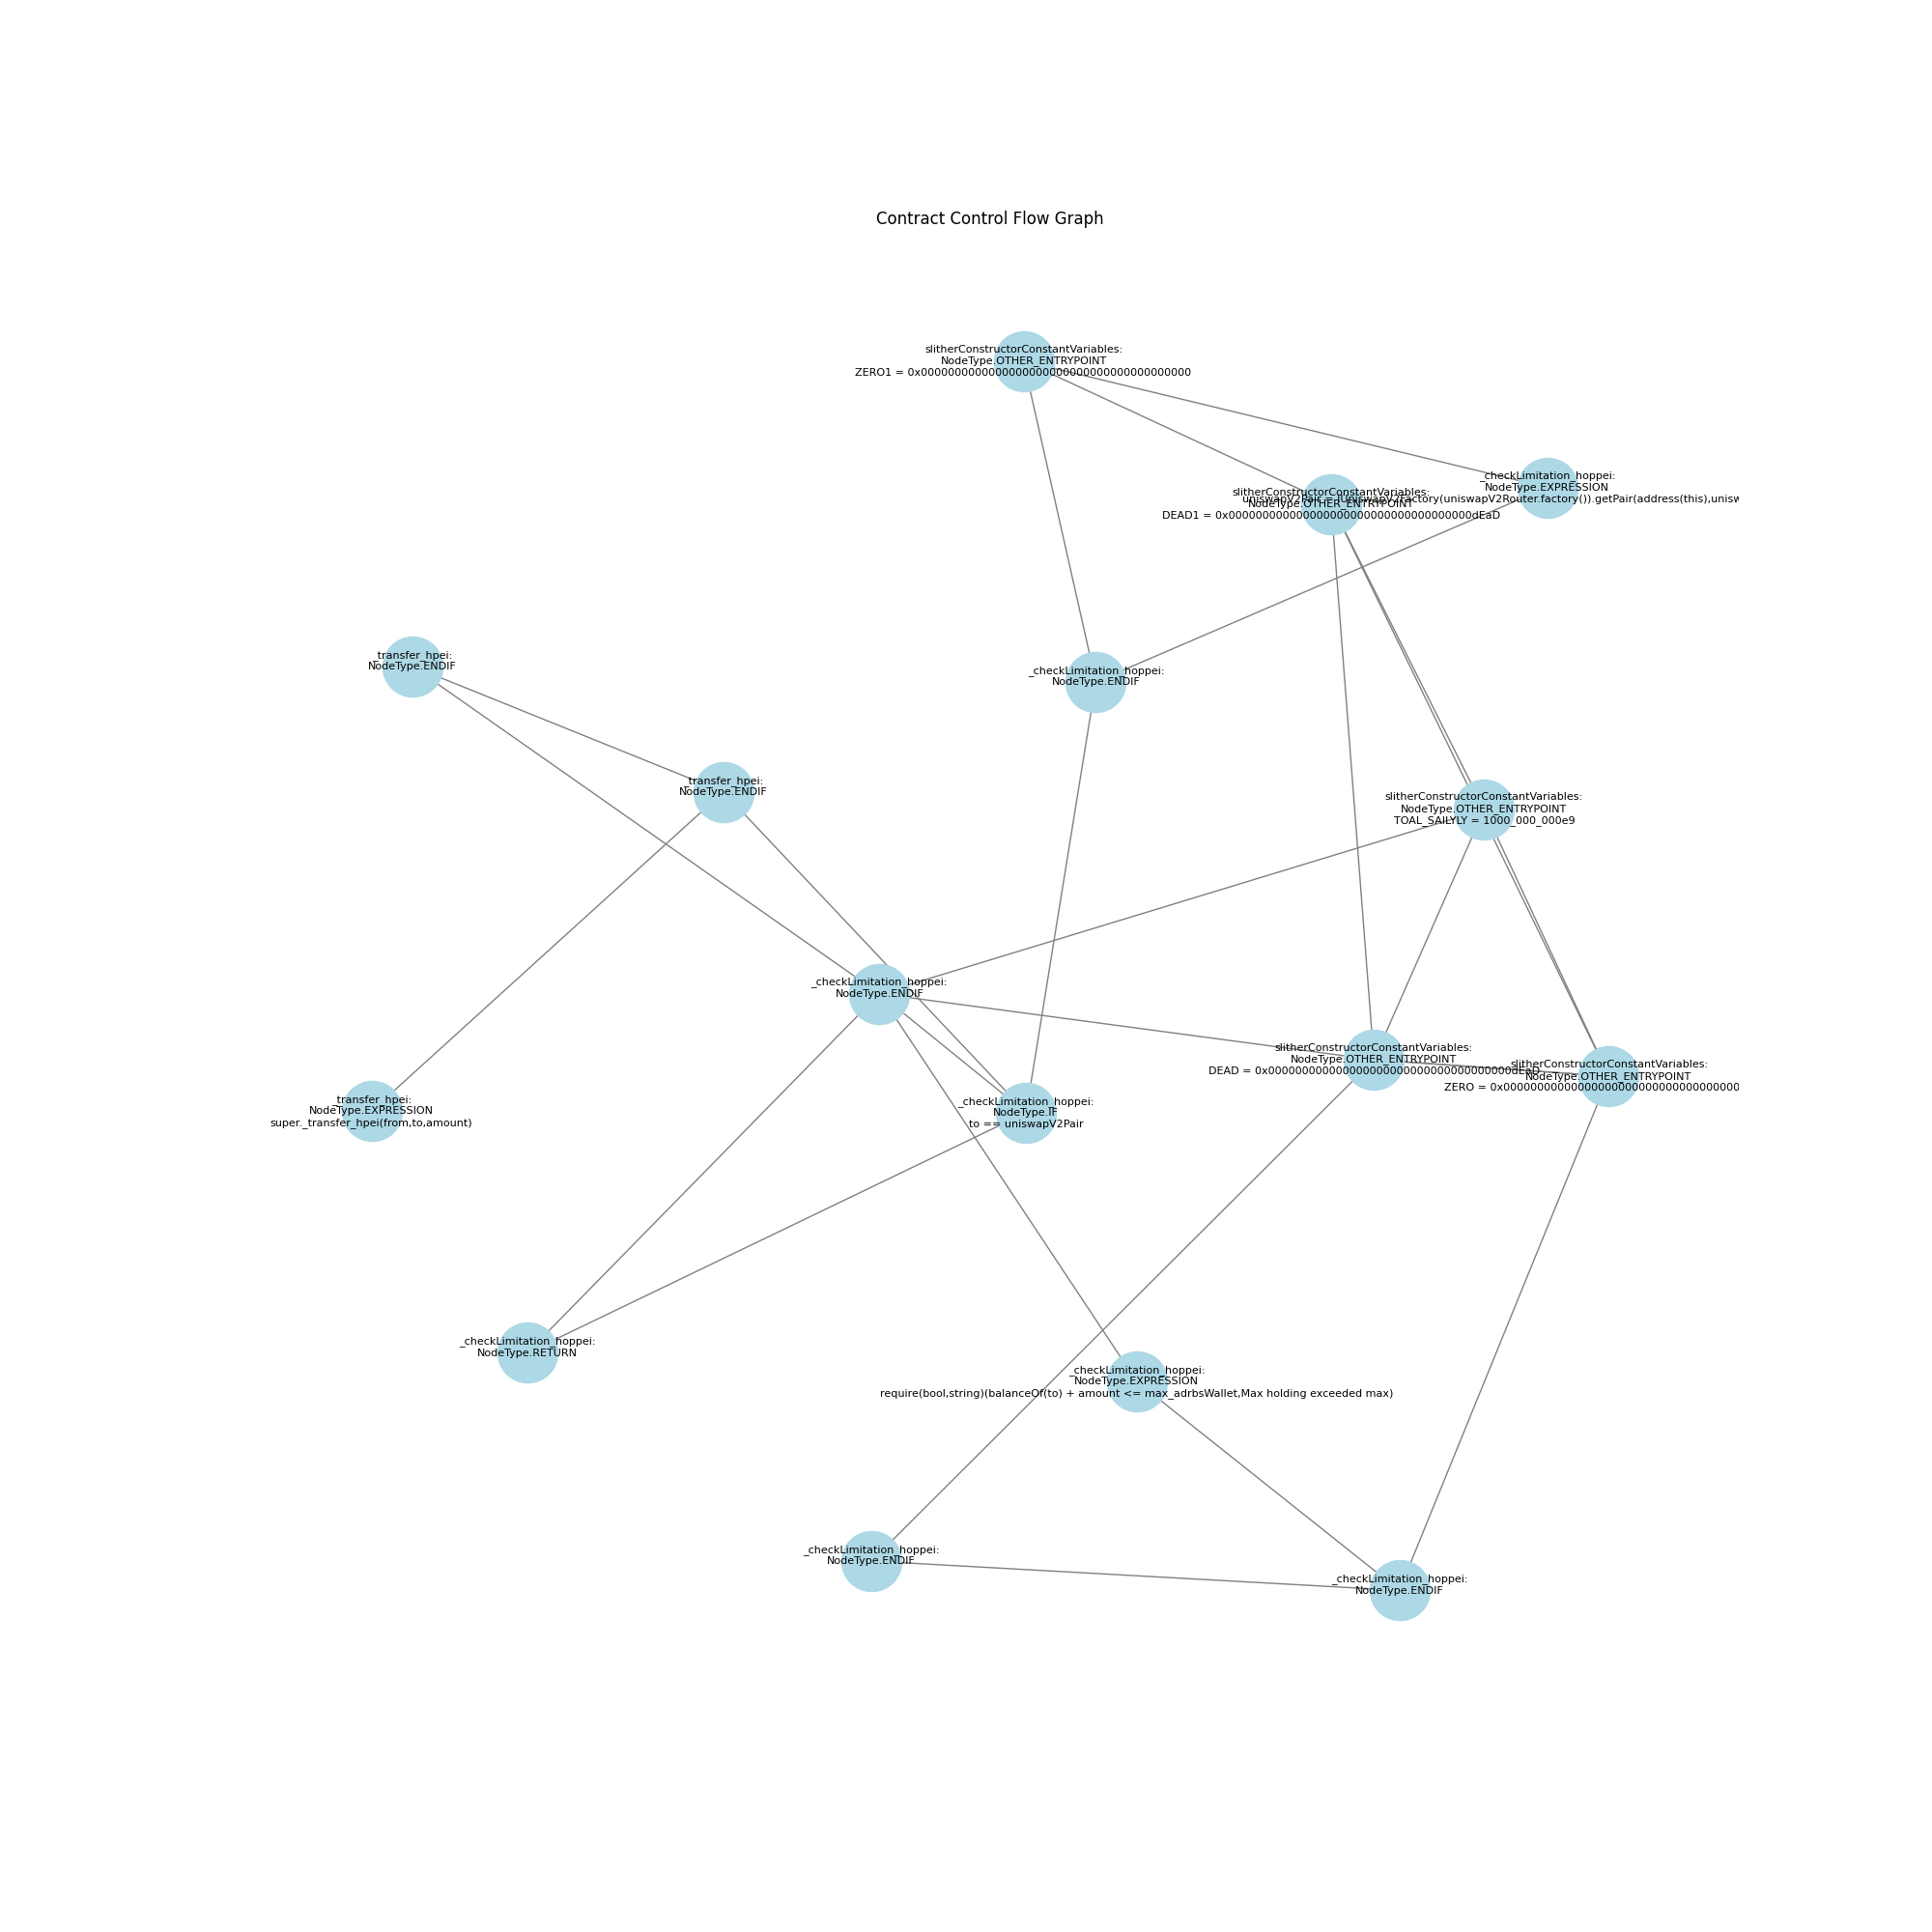 Contract Control Flow Graph
slitherConstructorConstantVariables:
NodeType.OTHER_ENTRYPOINT
ZERO1 = 0x0000000000000000000000000000000000000000
_checkLimitation_hoppei:
NodeType.EXPRESSION
uniswapV2Pair = IUniswapV2Factory(uniswapV2Router.factory()).getPair(address(this),unisw
slitherConstructorConstantVariables:
NodeType.OTHER_ENTRYPOINT
DEAD1 = 0x000000000000000000000000000000000000dEaD
_transfer_hpei:
NodeType.ENDIF
_checkLimitation_hoppei:
NodeType.ENDIF
_transfer_hpei:
NodeType.ENDIF
slitherConstructorConstantVariables:
NodeType.OTHER_ENTRYPOINT
TOAL_SAILYLY = 1000_000_000e9
_checkLimitation_hoppei:
NodeType.ENDIF
slitherConstructorConstantVariables:
NodeType.OTHER_ENTRYPOINT
DEAD = 0x000000000000000000000000000000000000dEaD
slitherConstructorConstantVariables:
NodeType.OTHER_ENTRYPOINT
ZERO = 0x00000000000000000000000000000000000
_transfer_hpei:
NodeType.EXPRESSION
super._transfer_hpei(from,to,amount)
_checkLimitation_hoppei:
NodeType.IF
to == uniswapV2Pair
_checkLimitation_hoppei:
NodeType.RETURN
_checkLimitation_hoppei:
NodeType.EXPRESSION
require(bool,string)(balanceOf(to) + amount <= max_adrbsWallet,Max holding exceeded max)
_checkLimitation_hoppei:
NodeType.ENDIF
_checkLimitation_hoppei:
NodeType.ENDIF